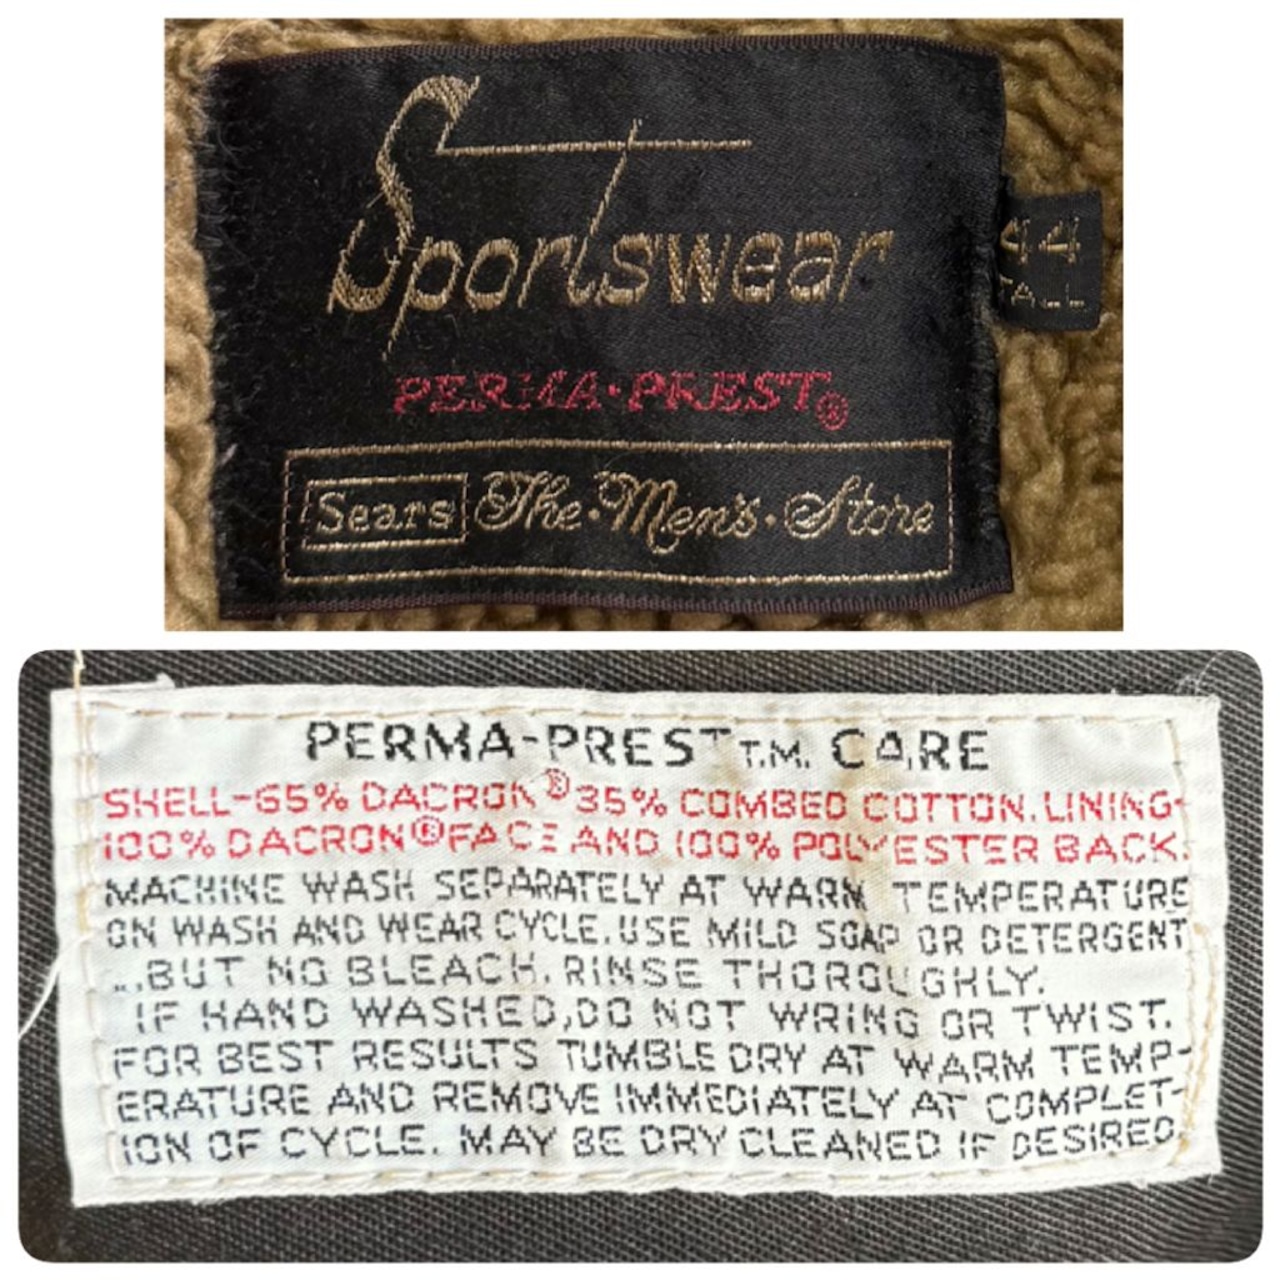 Sportswear
44
TALL
PERMA·PREST®
Sears The·Men's·Store
PERMA-PREST T.M. CARE
SHELL-65% DACRON® 35% COMBED COTTON. LINING-
100% DACRON® FACE AND 100% POLYESTER BACK.
MACHINE WASH SEPARATELY AT WARM TEMPERATURE
ON WASH AND WEAR CYCLE. USE MILD SOAP OR DETERGENT
...BUT NO BLEACH. RINSE THOROUGHLY.
IF HAND WASHED, DO NOT WRING OR TWIST.
FOR BEST RESULTS TUMBLE DRY AT WARM TEMP-
ERATURE AND REMOVE IMMEDIATELY AT COMPLET-
ION OF CYCLE. MAY BE DRY CLEANED IF DESIRED.